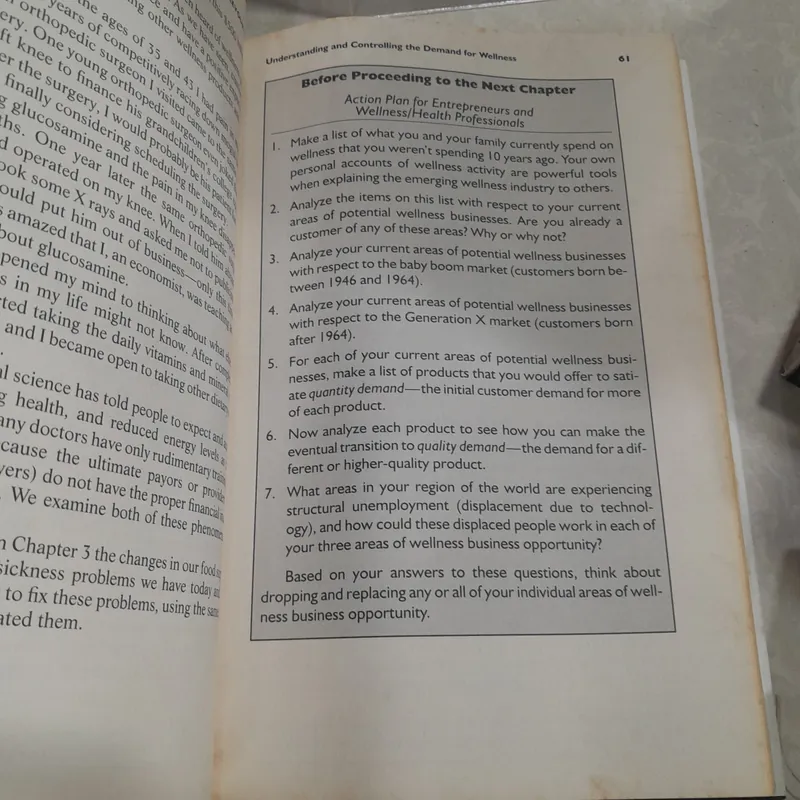 the ages of 35 and 43 I had pain in
years of competitively racing down
orthopedic surgeon I visited
ery. One young orthopedic surgeon even joked
ft knee to finance his grandchildren's college
er the surgery, I would probably be his patient
finally considering scheduling the surgery
g glucosamine and the pain in my knee
ths. One year later the same orthopedic
d operated on my knee. When I told him
ook some X rays and asked me not to
ould put him out of business—only
s amazed that I, an economist, was teaching
bout glucosamine.
pened my mind to thinking about what
s in my life might not know. After
rted taking the daily vitamins and
and I became open to taking other
al science has told people to expect
g health, and reduced energy levels
any doctors have only rudimentary
cause the ultimate payors or
yers) do not have the proper financial
. We examine both of these
n Chapter 3 the changes in our food
sickness problems we have today
to fix these problems, using the
ated them.
Understanding and Controlling the Demand for Wellness 61
Before Proceeding to the Next Chapter
Action Plan for Entrepreneurs and
Wellness/Health Professionals
1. Make a list of what you and your family currently spend on
wellness that you weren't spending 10 years ago. Your own
personal accounts of wellness activity are powerful tools
when explaining the emerging wellness industry to others.
2. Analyze the items on this list with respect to your current
areas of potential wellness businesses. Are you already a
customer of any of these areas? Why or why not?
3. Analyze your current areas of potential wellness businesses
with respect to the baby boom market (customers born be-
tween 1946 and 1964).
4. Analyze your current areas of potential wellness businesses
with respect to the Generation X market (customers born
after 1964).
5. For each of your current areas of potential wellness busi-
nesses, make a list of products that you would offer to sati-
ate quantity demand—the initial customer demand for more
of each product.
6. Now analyze each product to see how you can make the
eventual transition to quality demand—the demand for a dif-
ferent or higher-quality product.
7. What areas in your region of the world are experiencing
structural unemployment (displacement due to technol-
ogy), and how could these displaced people work in each of
your three areas of wellness business opportunity?
Based on your answers to these questions, think about
dropping and replacing any or all of your individual areas of well-
ness business opportunity.